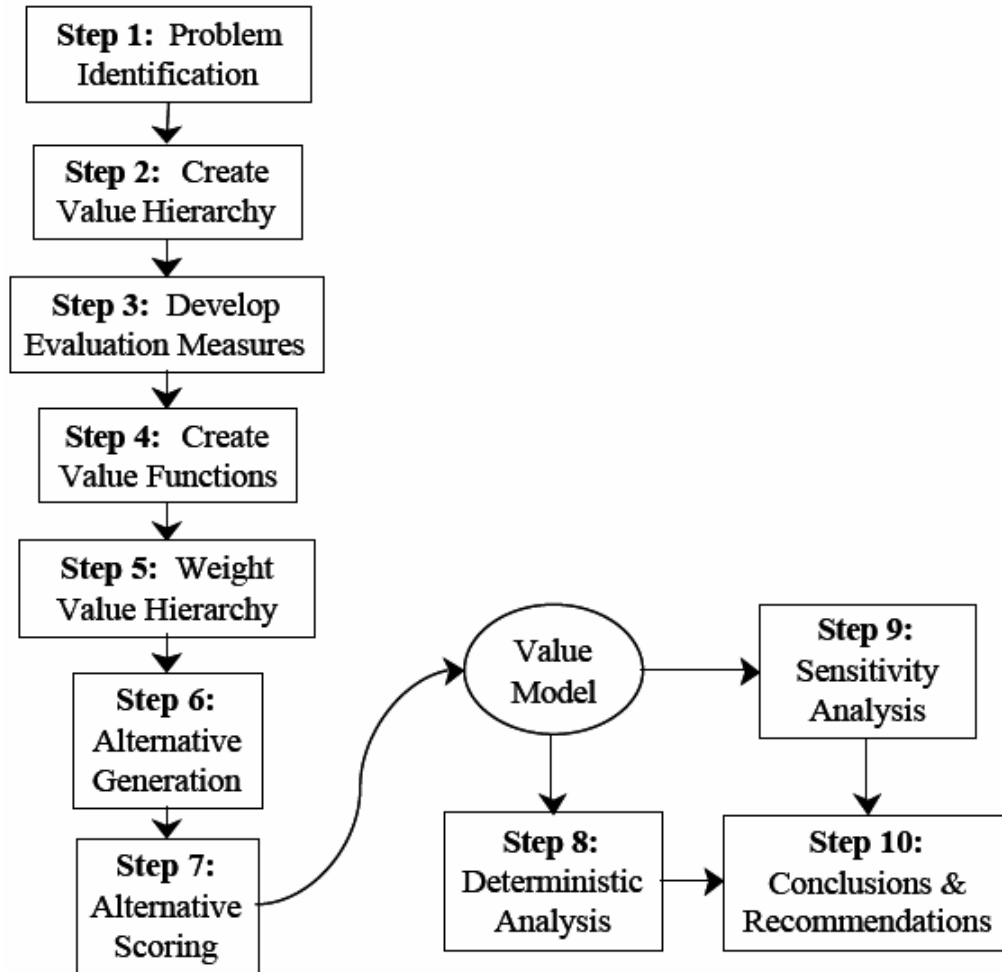 Step 1: Problem
Identification
Step 2: Create
Value Hierarchy
Step 3: Develop
Evaluation Measures
Step 4: Create
Value Functions
Step 5: Weight
Value Hierarchy
Step 6:
Alternative
Generation
Step 7:
Alternative
Scoring
Value
Model
Step 8:
Deterministic
Analysis
Step 9:
Sensitivity
Analysis
Step 10:
Conclusions &
Recommendations